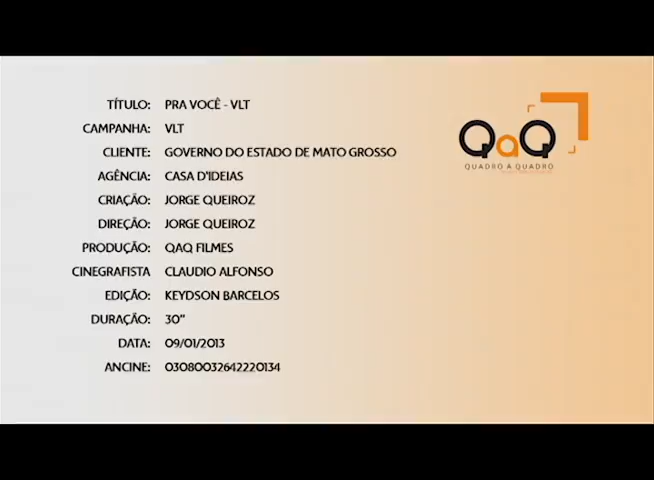 TÍTULO: PRA VOCÊ - VLT
CAMPANHA: VLT
CLIENTE: GOVERNO DO ESTADO DE MATO GROSSO
AGÊNCIA: CASA D'IDEIAS
CRIAÇÃO: JORGE QUEIROZ
DIREÇÃO: JORGE QUEIROZ
PRODUÇÃO: QAQ FILMES
CINEGRAFISTA CLAUDIO ALFONSO
EDIÇÃO: KEYDSON BARCELOS
DURAÇÃO: 30"
DATA: 09/01/2013
ANCINE: 03080032642220134
QaQ
QUADRO A QUADRO